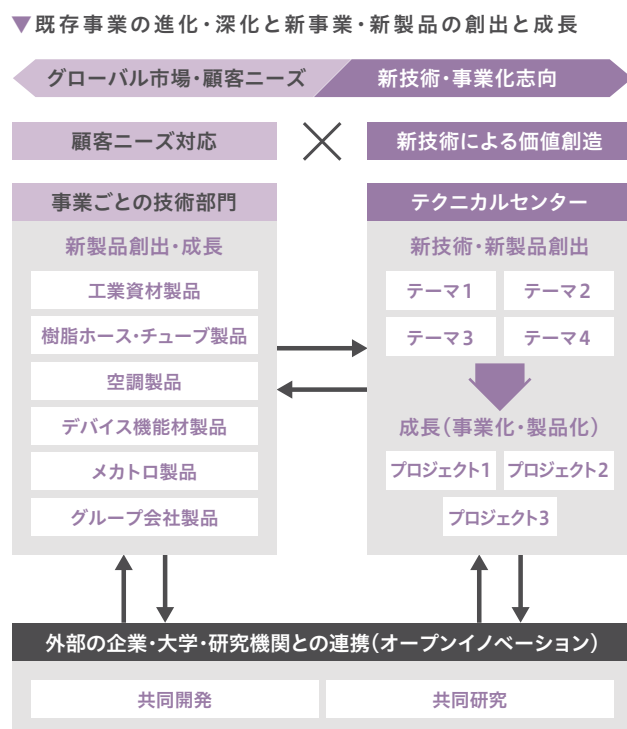 ▼既存事業の進化・深化と新事業・新製品の創出と成長
グローバル市場・顧客ニーズ
新技術・事業化志向
顧客ニーズ対応
新技術による価値創造
事業ごとの技術部門
新製品創出・成長
工業資材製品
樹脂ホース・チューブ製品
空調製品
デバイス機能材製品
メカトロ製品
グループ会社製品
テクニカルセンター
新技術・新製品創出
テーマ1
テーマ2
テーマ3
テーマ4
成長(事業化・製品化)
プロジェクト1
プロジェクト2
プロジェクト3
外部の企業・大学・研究機関との連携(オープンイノベーション)
共同開発
共同研究